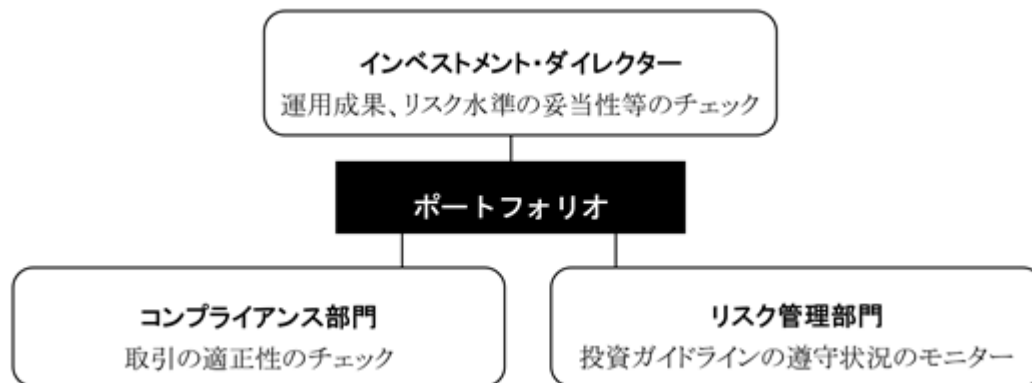 インベストメント・ダイレクター
運用成果、リスク水準の妥当性等のチェック
ポートフォリオ
コンプライアンス部門
取引の適正性のチェック
リスク管理部門
投資ガイドラインの遵守状況のモニター